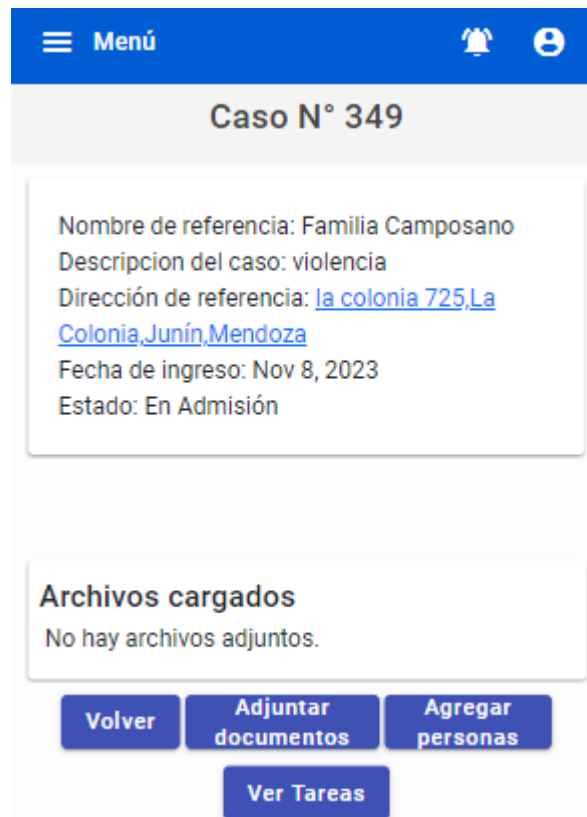 Menú
Caso N° 349
Nombre de referencia: Familia Camposano
Descripcion del caso: violencia
Dirección de referencia: la colonia 725,La
Colonia,Junín,Mendoza
Fecha de ingreso: Nov 8, 2023
Estado: En Admisión
Archivos cargados
No hay archivos adjuntos.
Volver
Adjuntar
documentos
Agregar
personas
Ver Tareas